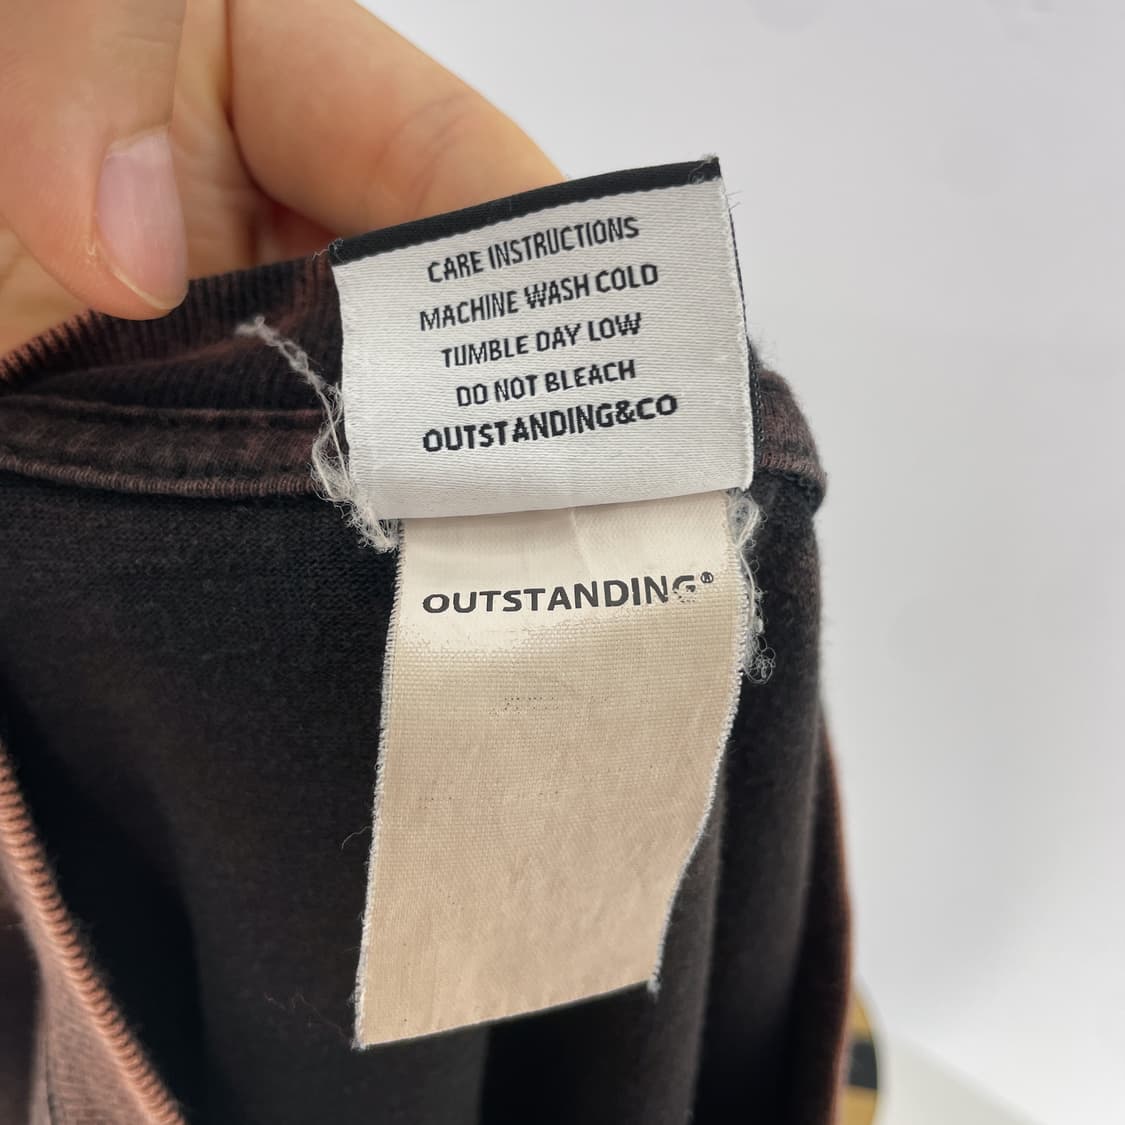 CARE INSTRUCTIONS
MACHINE WASH COLD
TUMBLE DAY LOW
DO NOT BLEACH
OUTSTANDING&CO
OUTSTANDING®